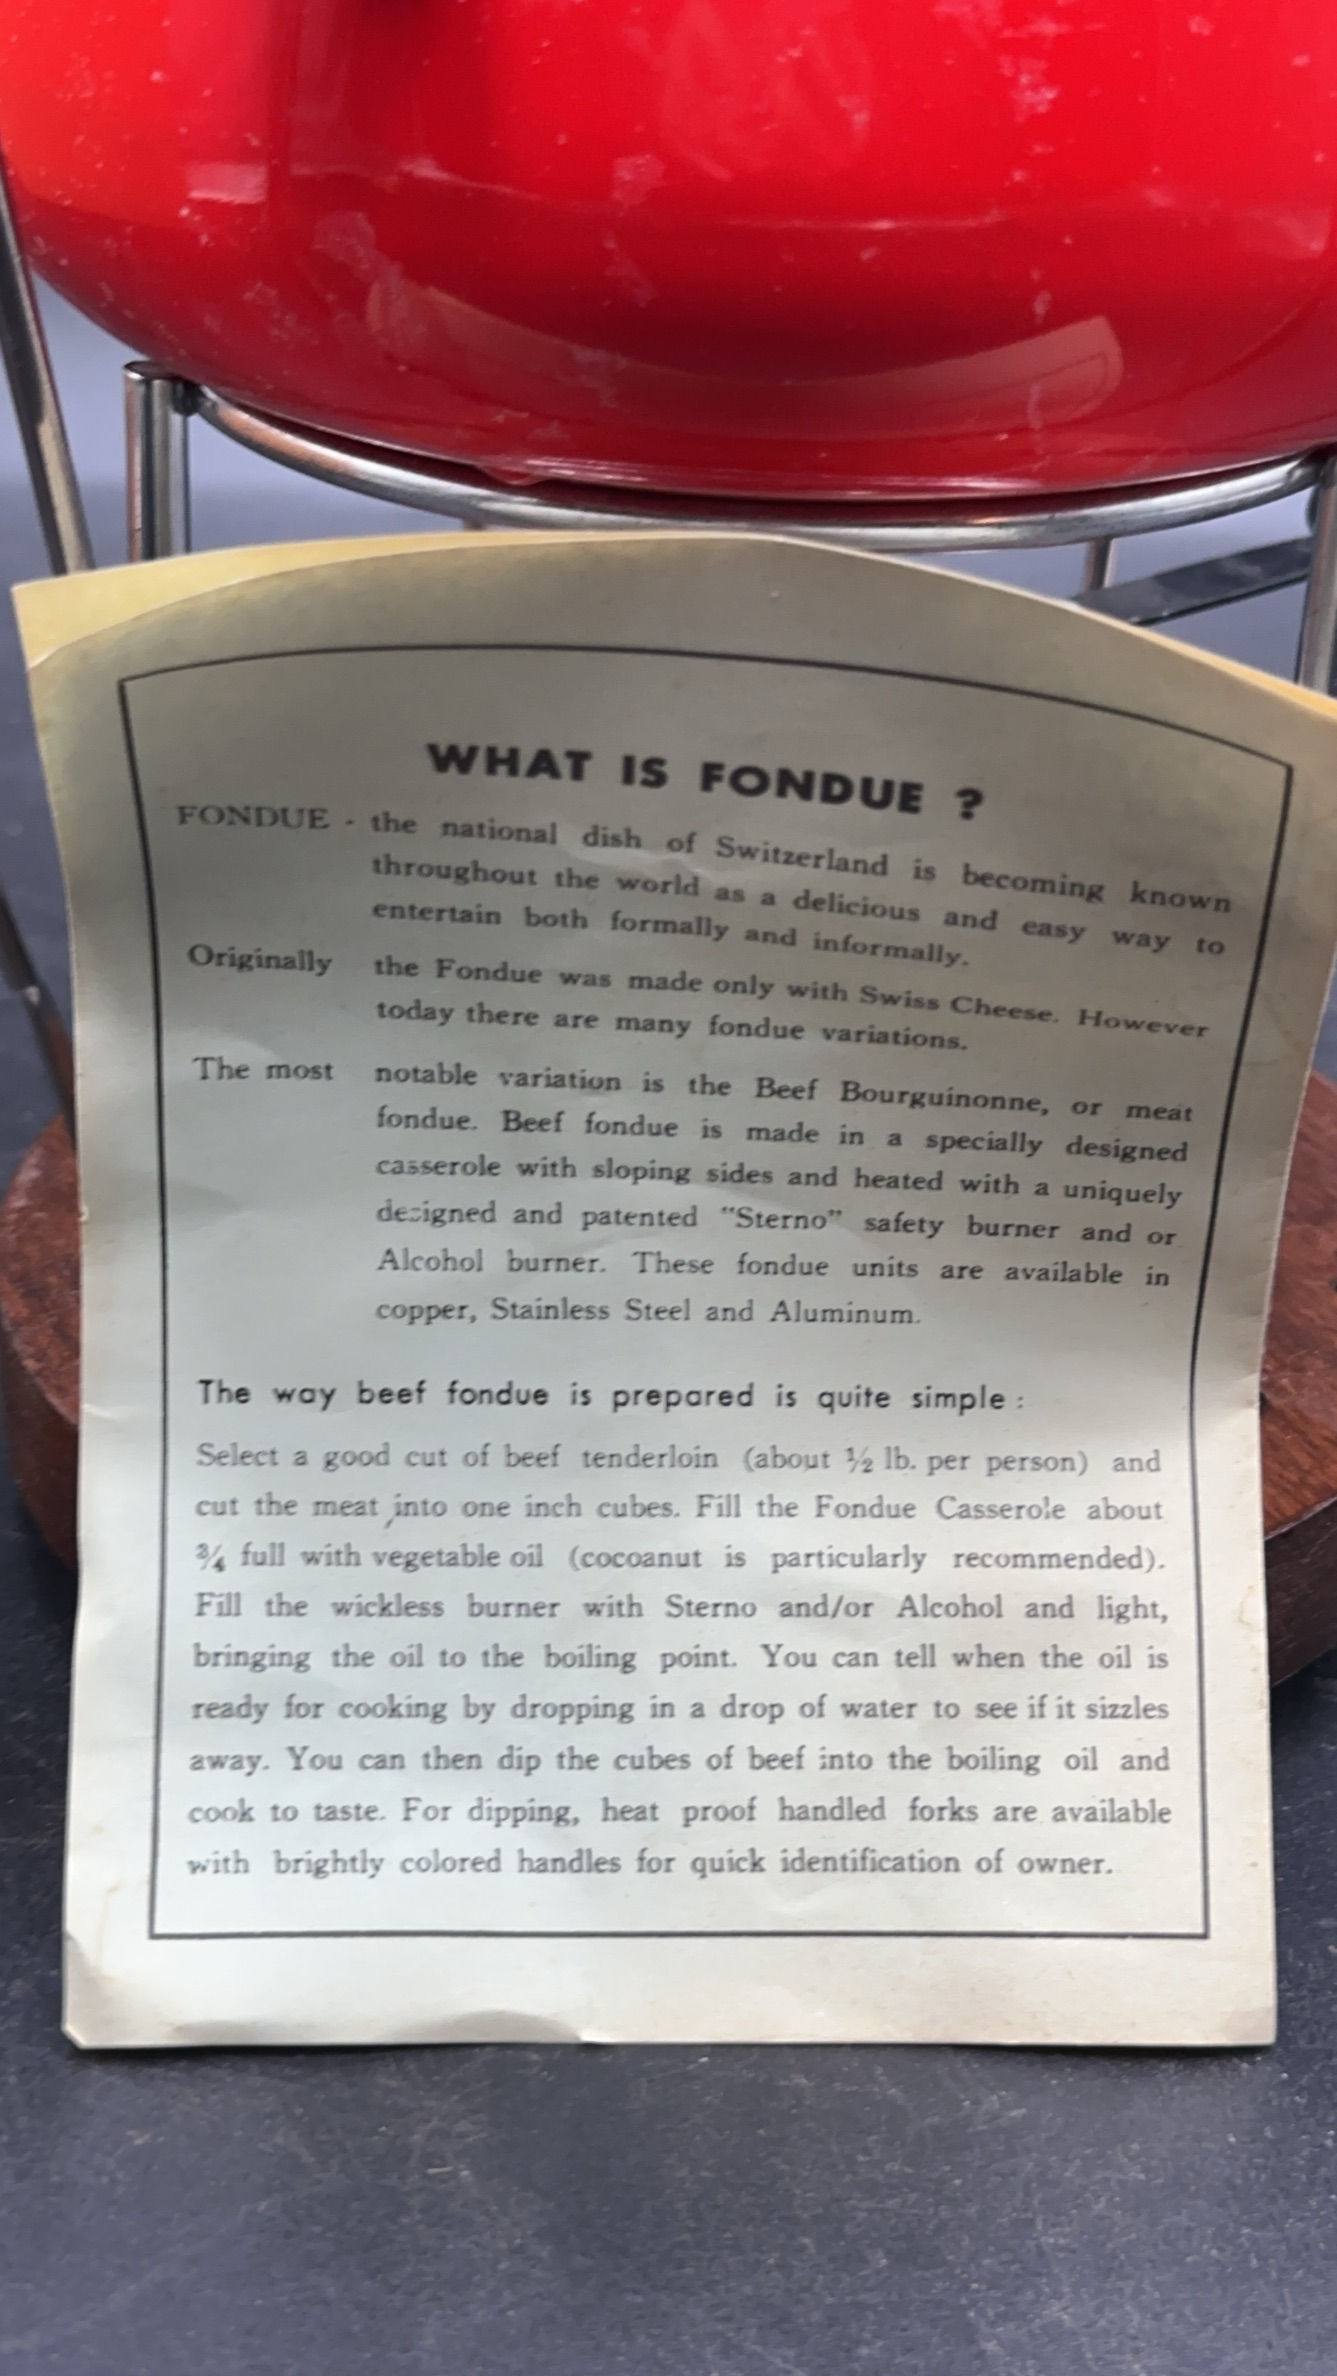 WHAT IS FONDUE ?
FONDUE - the national dish of Switzerland is becoming known
throughout the world as a delicious and easy way to
entertain both formally and informally.
Originally the Fondue was made only with Swiss Cheese. However
today there are many fondue variations.
The most notable variation is the Beef Bourguinonne, or meat
fondue. Beef fondue is made in a specially designed
casserole with sloping sides and heated with a uniquely
designed and patented "Sterno" safety burner and or
Alcohol burner. These fondue units are available in
copper, Stainless Steel and Aluminum.
The way beef fondue is prepared is quite simple :
Select a good cut of beef tenderloin (about ½ lb. per person) and
cut the meat into one inch cubes. Fill the Fondue Casserole about
¾ full with vegetable oil (cocoanut is particularly recommended).
Fill the wickless burner with Sterno and/or Alcohol and light,
bringing the oil to the boiling point. You can tell when the oil is
ready for cooking by dropping in a drop of water to see if it sizzles
away. You can then dip the cubes of beef into the boiling oil and
cook to taste. For dipping, heat proof handled forks are available
with brightly colored handles for quick identification of owner.